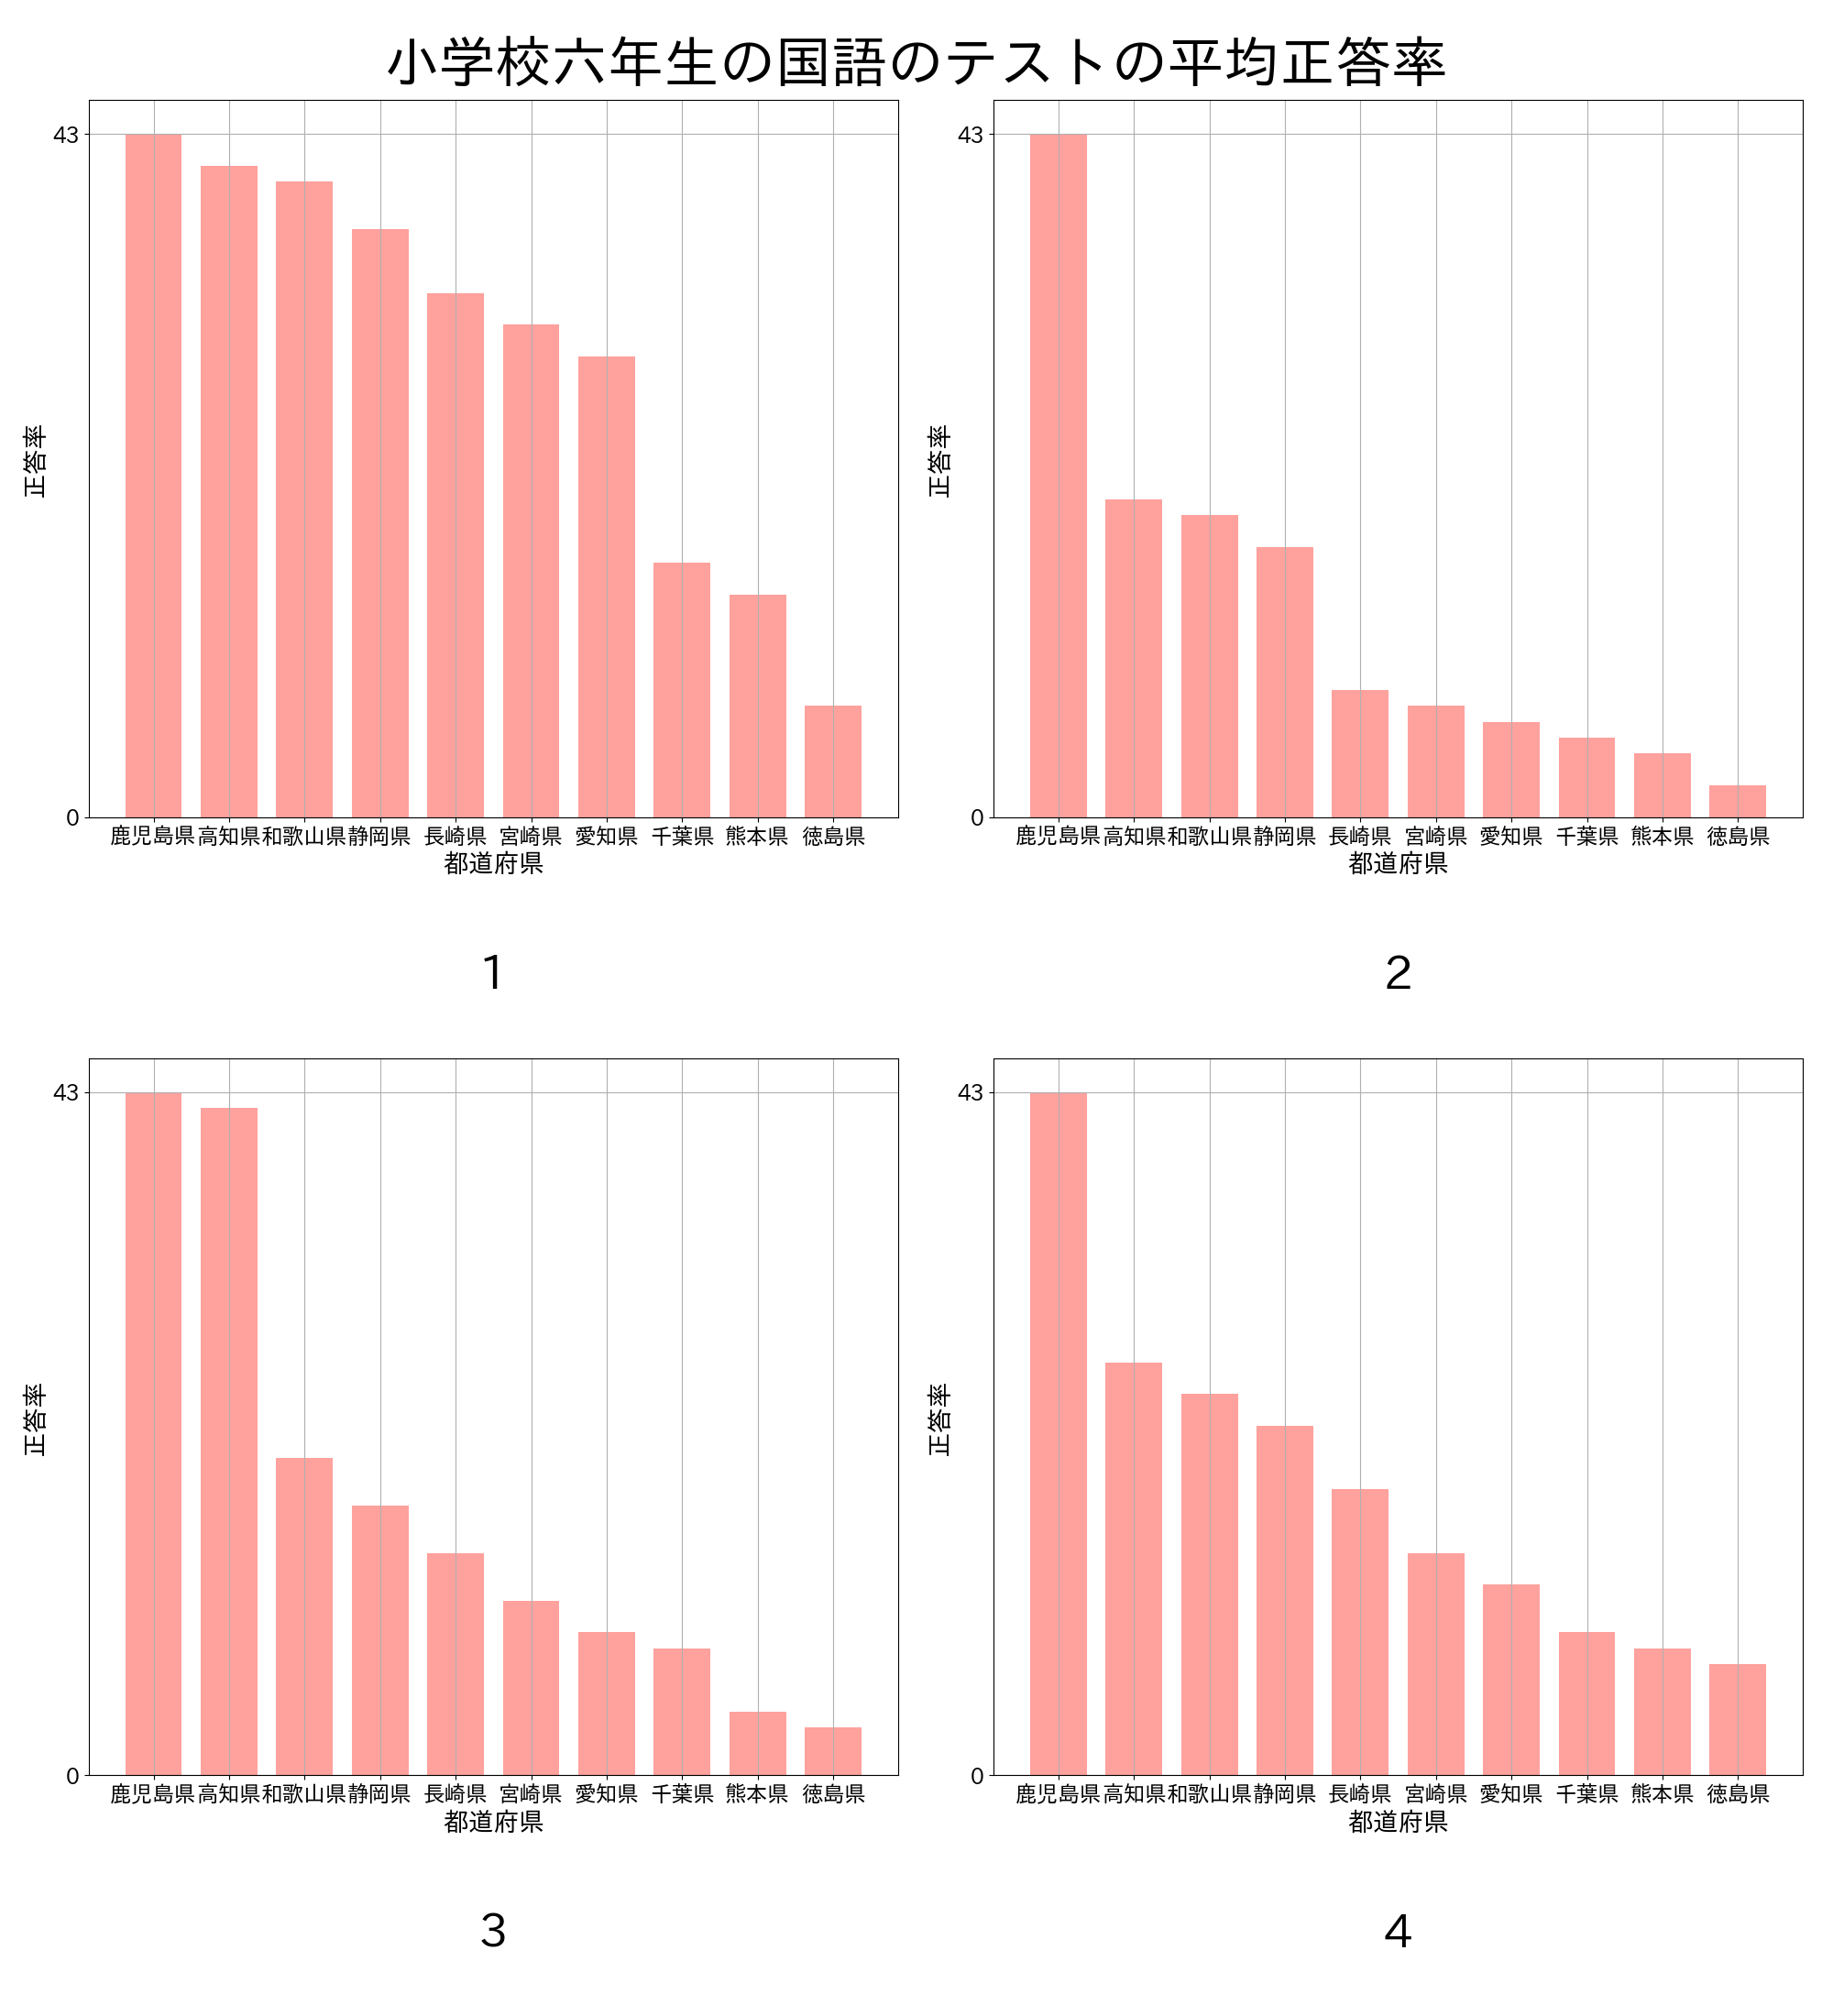 小学校六年生の国語のテストの平均正答率
43
0
正答率
鹿児島県 高知県 和歌山県 静岡県 長崎県 宮崎県 愛知県 千葉県 熊本県 徳島県
都道府県
1
43
0
正答率
鹿児島県 高知県 和歌山県 静岡県 長崎県 宮崎県 愛知県 千葉県 熊本県 徳島県
都道府県
2
43
0
正答率
鹿児島県 高知県 和歌山県 静岡県 長崎県 宮崎県 愛知県 千葉県 熊本県 徳島県
都道府県
3
43
0
正答率
鹿児島県 高知県 和歌山県 静岡県 長崎県 宮崎県 愛知県 千葉県 熊本県 徳島県
都道府県
4